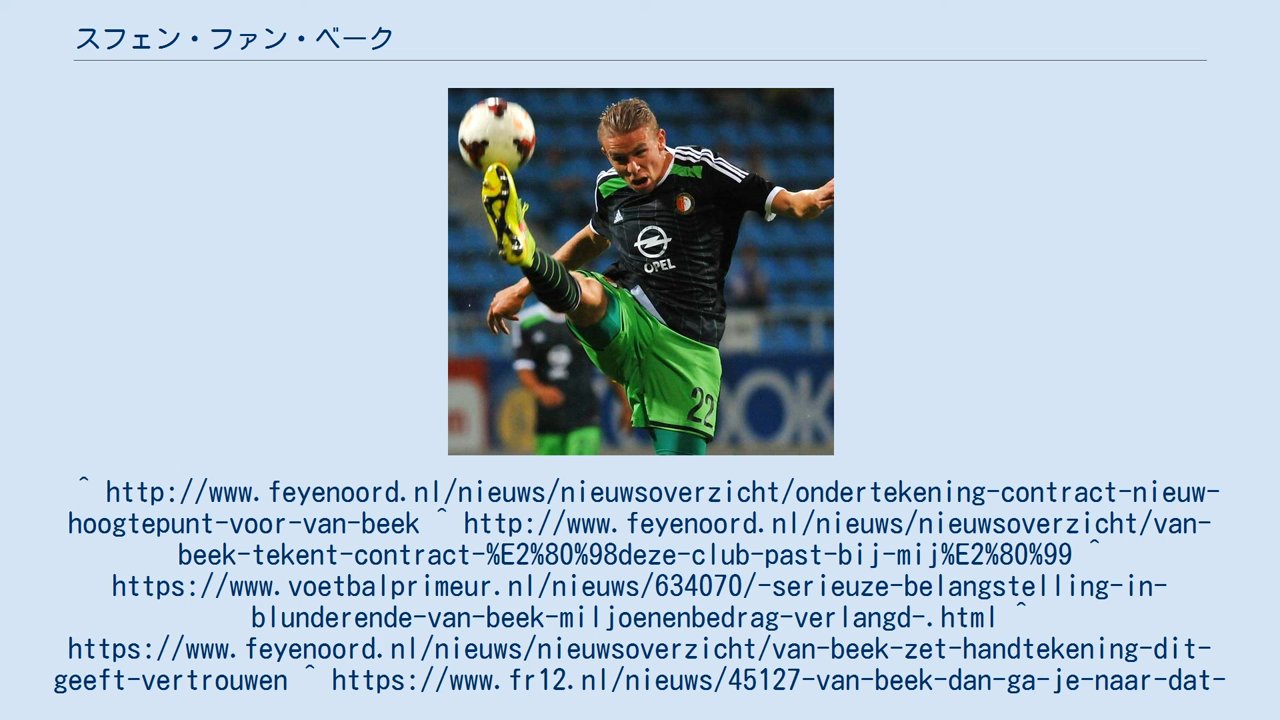 スフェン・ファン・ベーク
OPEL
22
OOK
^ http://www.feyenoord.nl/nieuws/nieuwsoverzicht/ondertekening-contract-nieuw-
hoogtepunt-voor-van-beek ^ http://www.feyenoord.nl/nieuws/nieuwsoverzicht/van-
beek-tekent-contract-%E2%80%98deze-club-past-bij-mij%E2%80%99 ^
https://www.voetbalprimeur.nl/nieuws/634070/-serieuze-belangstelling-in-
blunderende-van-beek-miljoenenbedrag-verlangd-.html ^
https://www.feyenoord.nl/nieuws/nieuwsoverzicht/van-beek-zet-handtekening-dit-
geeft-vertrouwen ^ https://www.fr12.nl/nieuws/45127-van-beek-dan-ga-je-naar-dat-